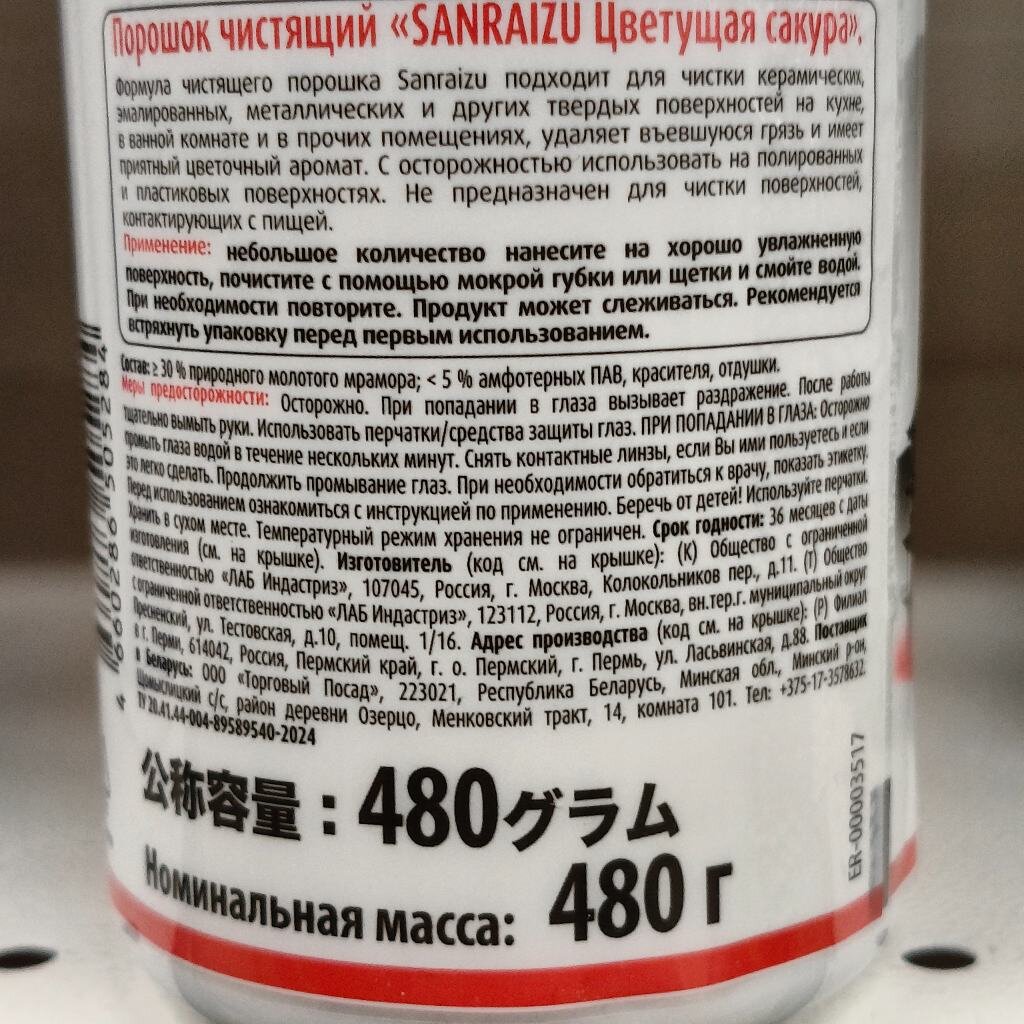 Порошок чистящий «SANRAIZU Цветущая сакура».
Формула чистящего порошка Sanraizu подходит для чистки керамических,
эмалированных, металлических и других твердых поверхностей на кухне,
в ванной комнате и в прочих помещениях, удаляет въевшуюся грязь и имеет
приятный цветочный аромат. С осторожностью использовать на полированных
и пластиковых поверхностях. Не предназначен для чистки поверхностей,
контактирующих с пищей.
Применение: небольшое количество нанесите на хорошо увлажненную
поверхность, почистите с помощью мокрой губки или щетки и смойте водой.
При необходимости повторите. Продукт может слеживаться. Рекомендуется
встряхнуть упаковку перед первым использованием.
Состав: ≥ 30 % природного молотого мрамора; < 5 % амфотерных ПАВ, красителя, отдушки.
Меры предосторожности: Осторожно. При попадании в глаза вызывает раздражение. После работы
тщательно вымыть руки. Использовать перчатки/средства защиты глаз. ПРИ ПОПАДАНИИ В ГЛАЗА: Осторожно
промыть глаза водой в течение нескольких минут. Снять контактные линзы, если Вы ими пользуетесь и если
это легко сделать. Продолжить промывание глаз. При необходимости обратиться к врачу, показать этикетку.
Перед использованием ознакомиться с инструкцией по применению. Беречь от детей! Используйте перчатки.
Хранить в сухом месте. Температурный режим хранения не ограничен. Срок годности: 36 месяцев с даты
изготовления (см. на крышке). Изготовитель (код см. на крышке): (К) Общество с ограниченной
ответственностью «ЛАБ Индастриз», 107045, Россия, г. Москва, Колокольников пер., д.11. (Т) Общество
с ограниченной ответственностью «ЛАБ Индастриз», 123112, Россия, г. Москва, вн.тер.г. муниципальный округ
Пресненский, ул. Тестовская, д.10, помещ. 1/16. Адрес производства (код см. на крышке): (Р) Филиал
в г. Перми, 614042, Россия, Пермский край, г. о. Пермский, г. Пермь, ул. Ласьвинская, д.88. Поставщик
в Беларусь: ООО «Торговый Посад», 223021, Республика Беларусь, Минская обл., Минский р-он,
Щомыслицкий с/с, район деревни Озерцо, Менковский тракт, 14, комната 101. Тел: +375-17-3578632.
ТУ 20.41.44-004-89589540-2024
公称容量：480グラム
Номинальная масса: 480 г
ER-00003517